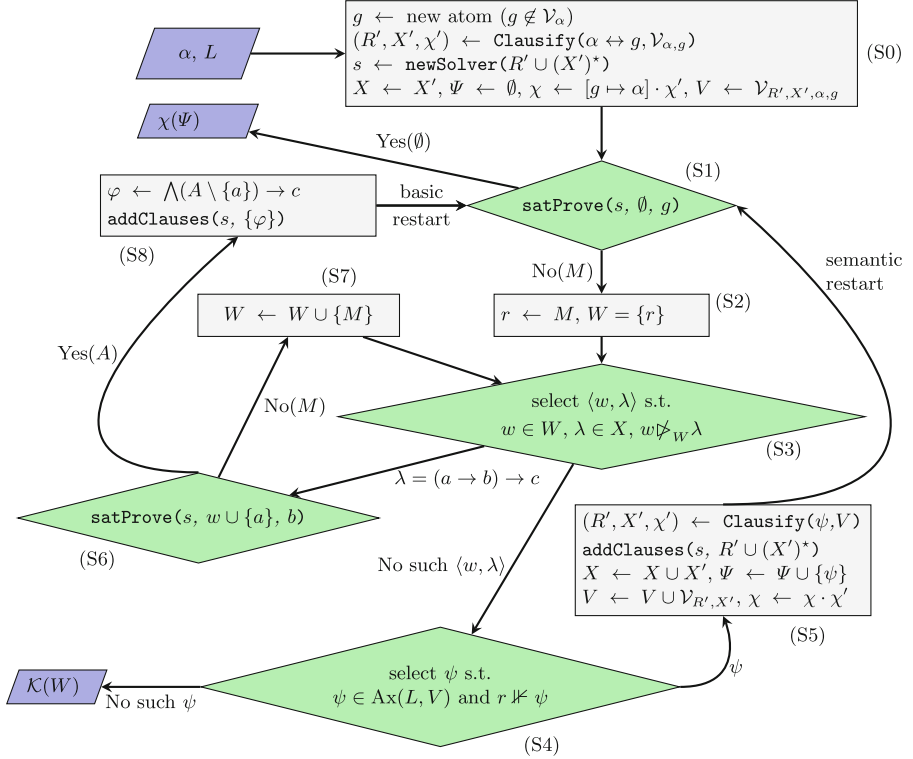 α, L
g ← new atom (g ∉ 𝒱_α)
(R′, X′, χ′) ← Clausify(α ↔ g, 𝒱_{α,g})
s ← newSolver(R′ ∪ (X′)⋆)
X ← X′, Ψ ← ∅, χ ← [g ↦ α] · χ′, V ← 𝒱_{R′,X′,α,g}
(S0)
χ(Ψ)
Yes(∅)
(S1)
satProve(s, ∅, g)
φ ← ⋀(A \ {a}) → c
addClauses(s, {φ})
(S8)
basic
restart
semantic
restart
No(M)
(S2)
r ← M, W = {r}
(S7)
W ← W ∪ {M}
Yes(A)
No(M)
select ⟨w, λ⟩ s.t.
w ∈ W, λ ∈ X, w⋫_W λ
(S3)
λ = (a → b) → c
satProve(s, w ∪ {a}, b)
(S6)
No such ⟨w, λ⟩
(R′, X′, χ′) ← Clausify(ψ,V)
addClauses(s, R′ ∪ (X′)⋆)
X ← X ∪ X′, Ψ ← Ψ ∪ {ψ}
V ← V ∪ 𝒱_{R′,X′}, χ ← χ · χ′
(S5)
select ψ s.t.
ψ ∈ Ax(L, V) and r ⊮ ψ
(S4)
ψ
No such ψ
𝒦(W)